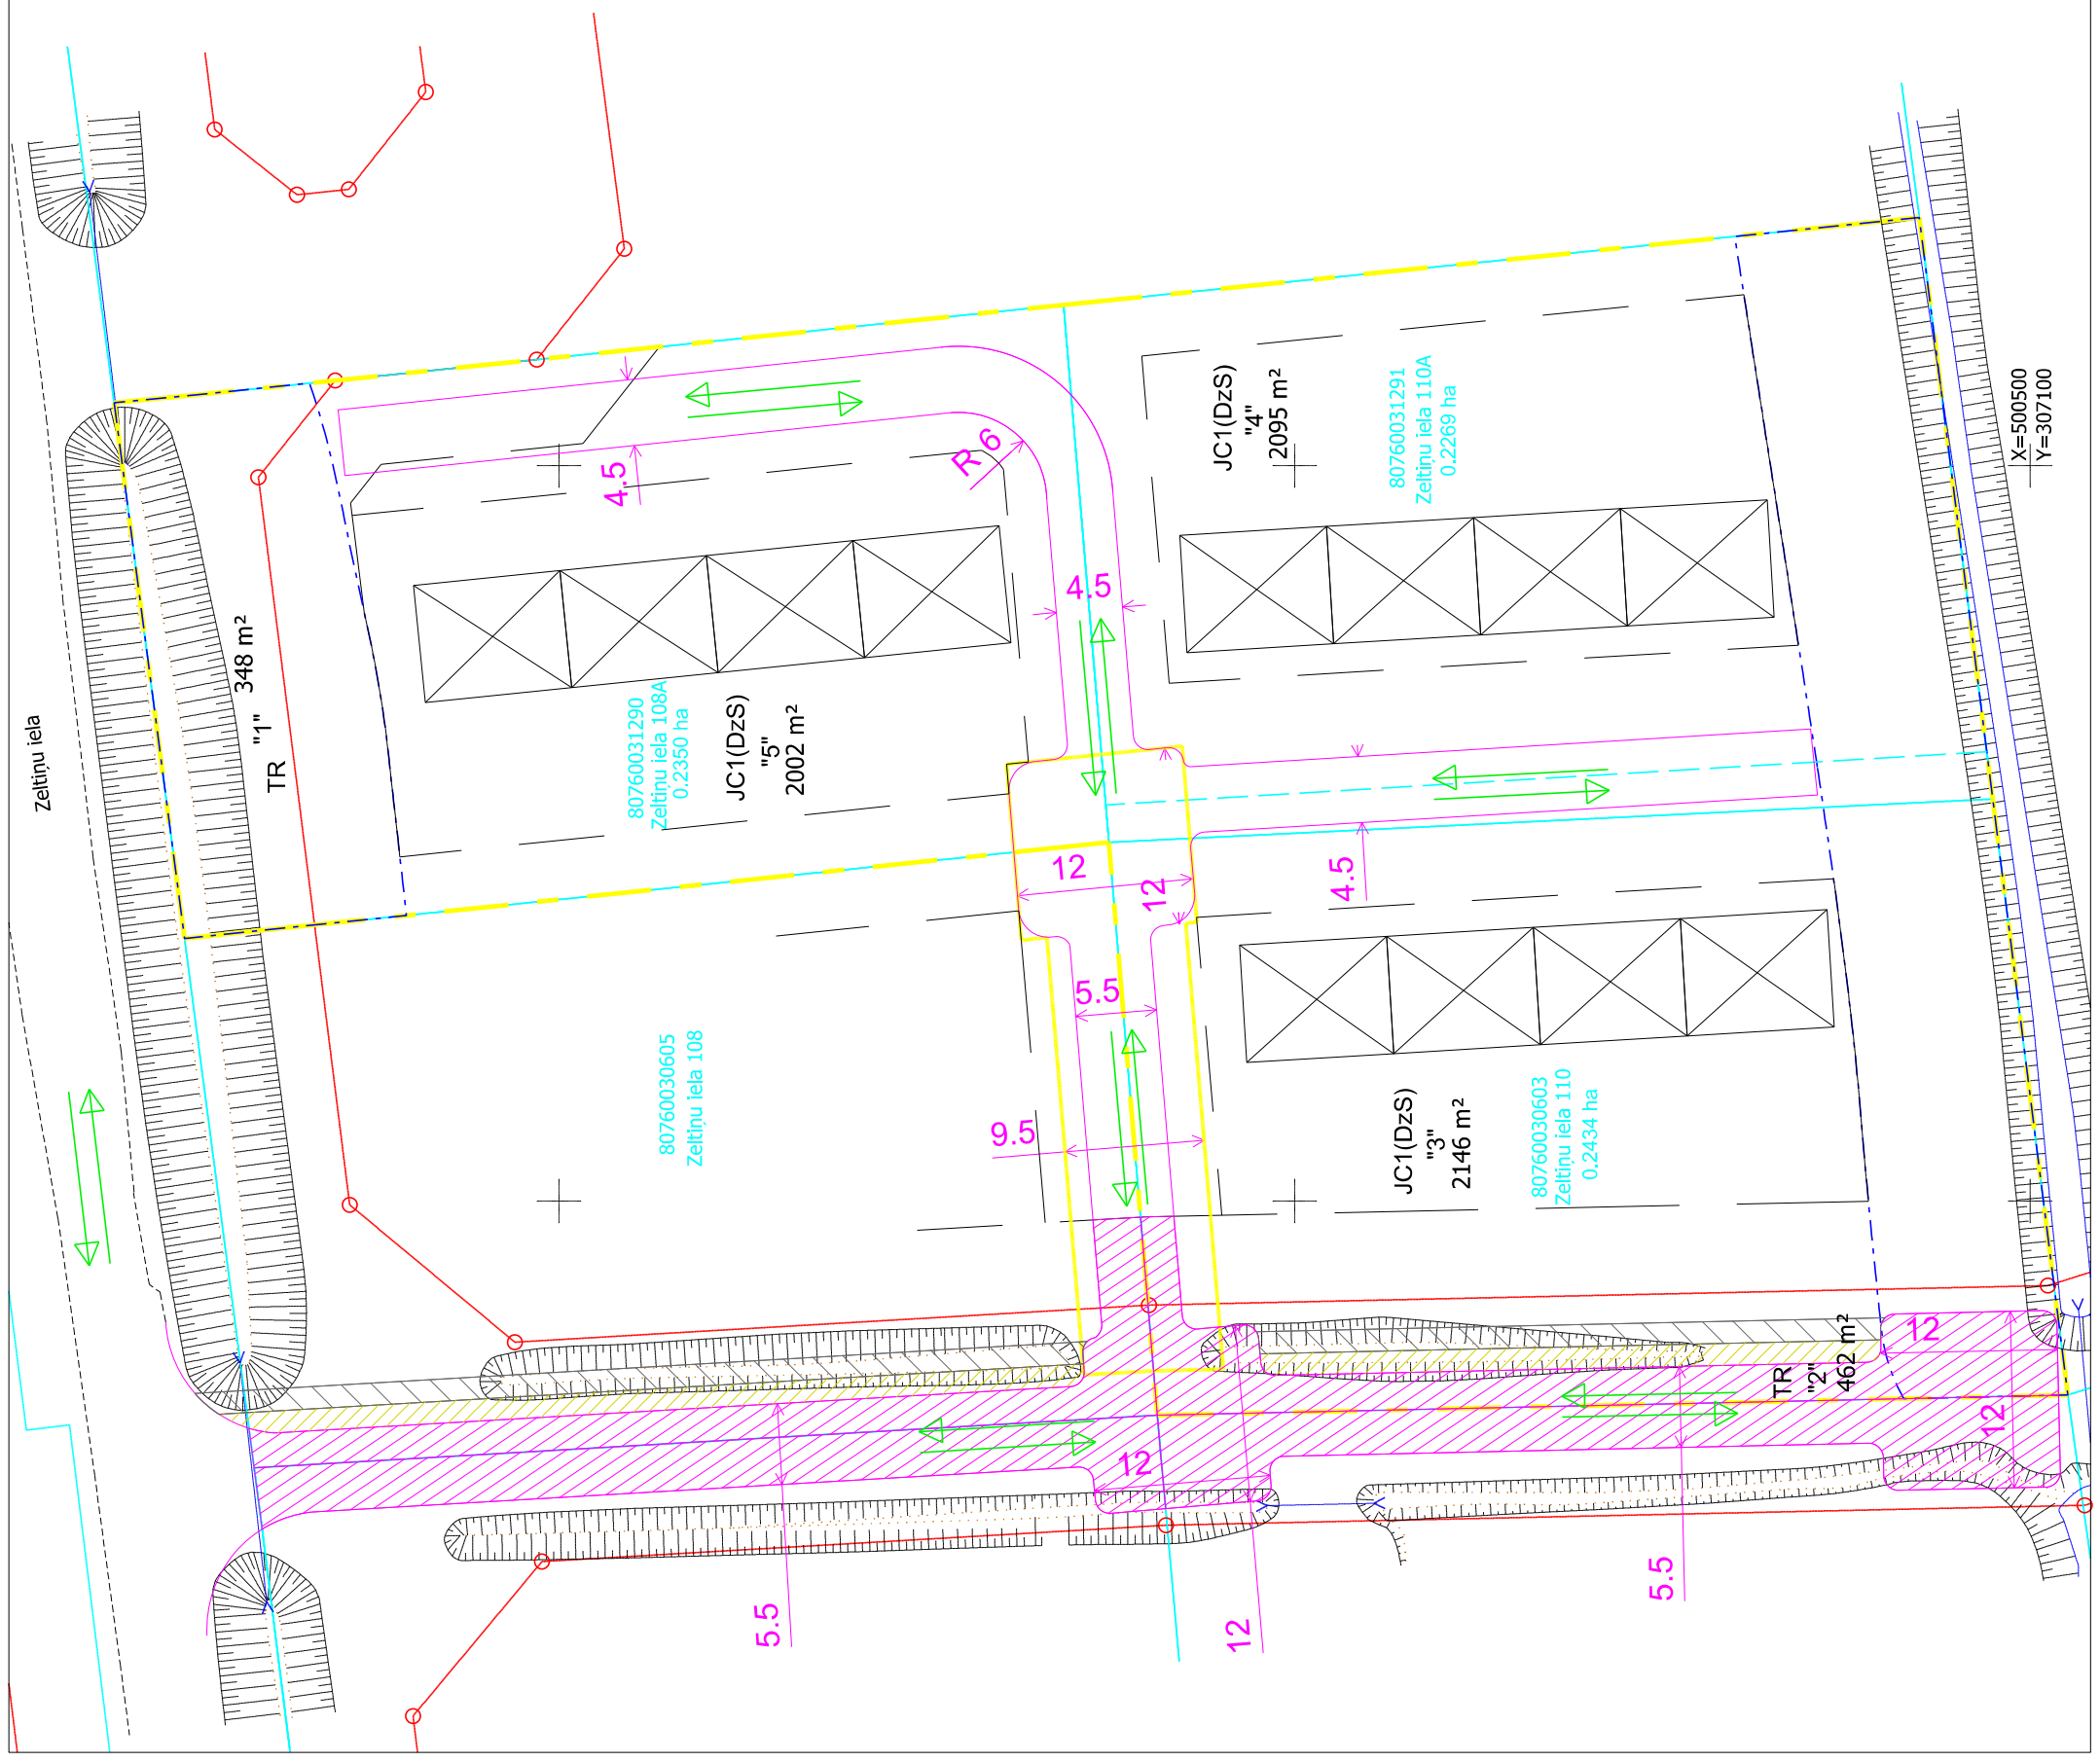 Zeltiņu iela
TR
"1"
348 m²
80760031290
Zeltiņu iela 108A
0.2350 ha
JC1(DzS)
"5"
2002 m²
4.5
R 6
4.5
JC1(DzS)
"4"
2095 m²
80760031291
Zeltiņu iela 110A
0.2269 ha
X=500500
Y=307100
12
12
4.5
5.5
9.5
80760030605
Zeltiņu iela 108
JC1(DzS)
"3"
2146 m²
80760030603
Zeltiņu iela 110
0.2434 ha
TR
"2"
462 m²
12
12
12
5.5
12
5.5